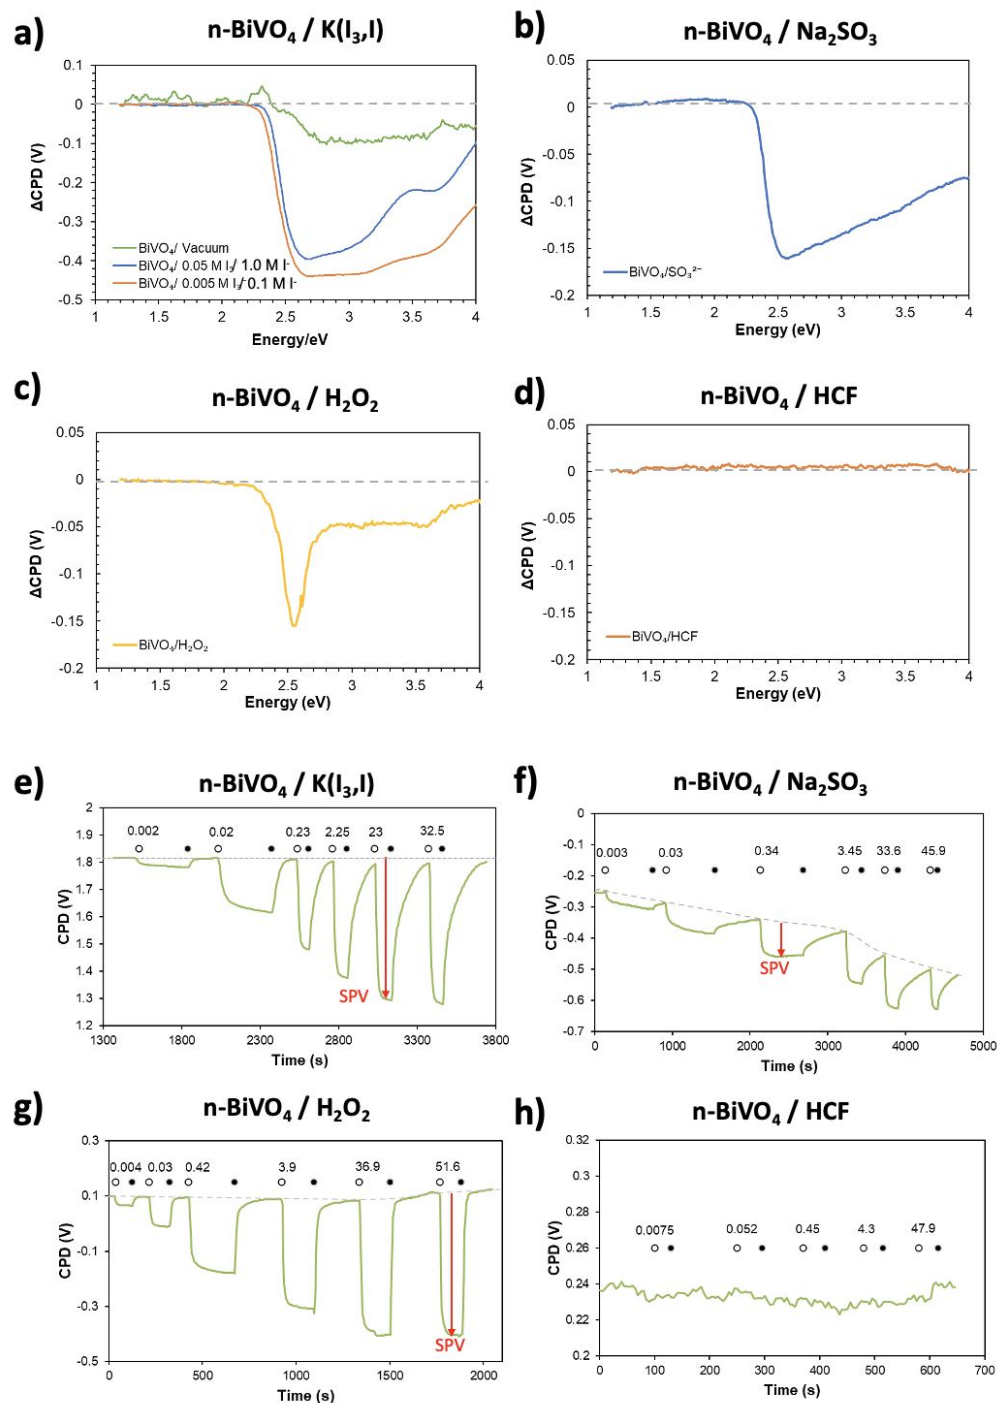 a)
n-BiVO₄ / K(I₃,I)
0.1
0
-0.1
-0.2
-0.3
-0.4
-0.5
ΔCPD (V)
BiVO₄/ Vacuum
BiVO₄/ 0.05 M I₃⁻/ 1.0 M I⁻
BiVO₄/ 0.005 M I₃⁻/ 0.1 M I⁻
1 1.5 2 2.5 3 3.5 4
Energy/eV
b)
n-BiVO₄ / Na₂SO₃
0.05
0
-0.05
-0.1
-0.15
-0.2
ΔCPD (V)
BiVO₄/SO₃²⁻
1 1.5 2 2.5 3 3.5 4
Energy (eV)
c)
n-BiVO₄ / H₂O₂
0.05
0
-0.05
-0.1
-0.15
-0.2
ΔCPD (V)
BiVO₄/H₂O₂
1 1.5 2 2.5 3 3.5 4
Energy (eV)
d)
n-BiVO₄ / HCF
0.05
0
-0.05
-0.1
-0.15
-0.2
ΔCPD (V)
BiVO₄/HCF
1 1.5 2 2.5 3 3.5 4
Energy (eV)
e)
n-BiVO₄ / K(I₃,I)
2
1.8
1.6
1.5
1.4
1.3
1.2
CPD (V)
0.002 0.02 0.23 2.25 23 32.5
SPV
1300 1800 2300 2800 3300 3800
Time (s)
f)
n-BiVO₄ / Na₂SO₃
0
-0.1
-0.2
-0.3
-0.4
-0.5
-0.6
-0.7
CPD (V)
0.003 0.03 0.34 3.45 33.6 45.9
SPV
0 1000 2000 3000 4000 5000
Time (s)
g)
n-BiVO₄ / H₂O₂
0.3
0.1
-0.1
-0.3
-0.5
CPD (V)
0.004 0.03 0.42 3.9 36.9 51.6
SPV
0 500 1000 1500 2000
Time (s)
h)
n-BiVO₄ / HCF
0.32
0.3
0.28
0.26
0.24
0.22
0.2
CPD (V)
0.0075 0.052 0.45 4.3 47.9
0 100 200 300 400 500 600 700
Time (s)